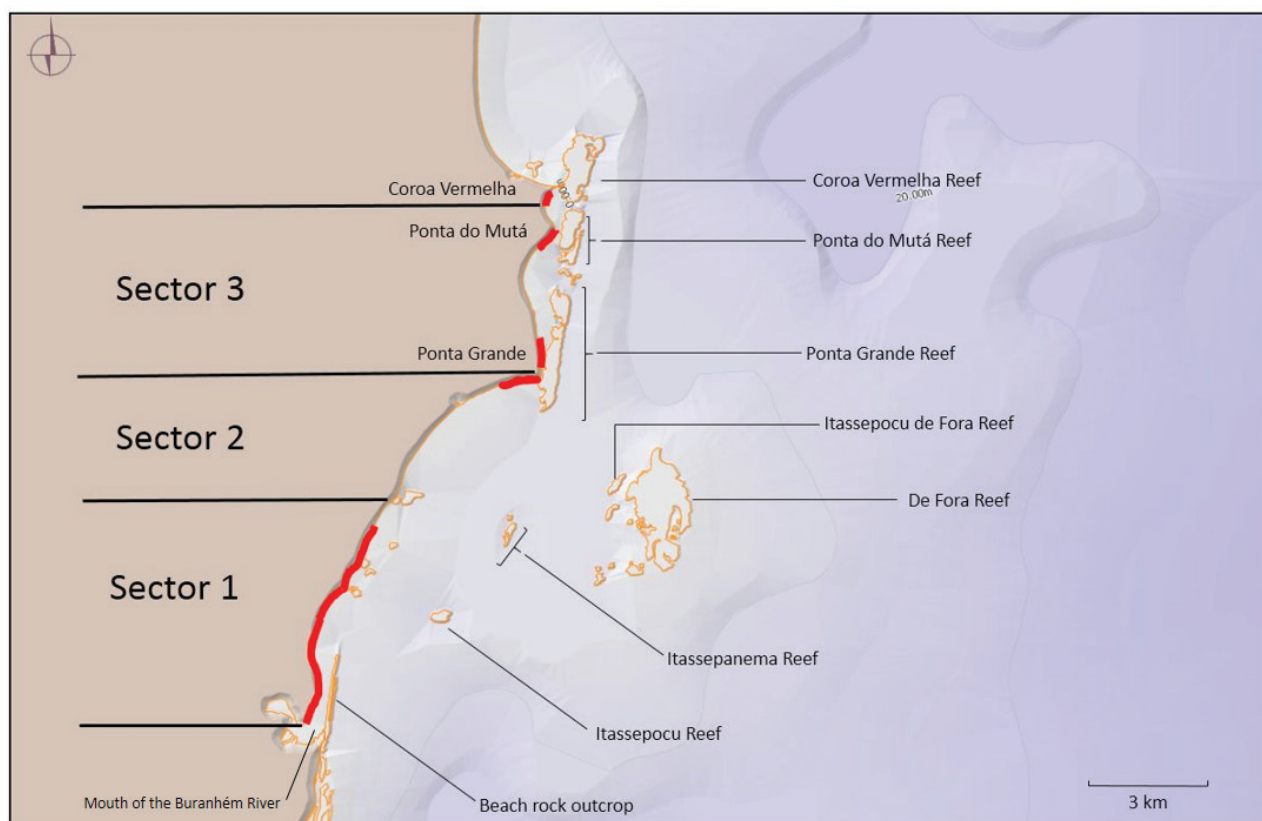 Coroa Vermelha
Coroa Vermelha Reef
20.00m
0.00m
Ponta do Mutá
Ponta do Mutá Reef
Sector 3
Ponta Grande
Ponta Grande Reef
Itassepocu de Fora Reef
Sector 2
De Fora Reef
Sector 1
Itassepanema Reef
Itassepocu Reef
Mouth of the Buranhém River
Beach rock outcrop
3 km